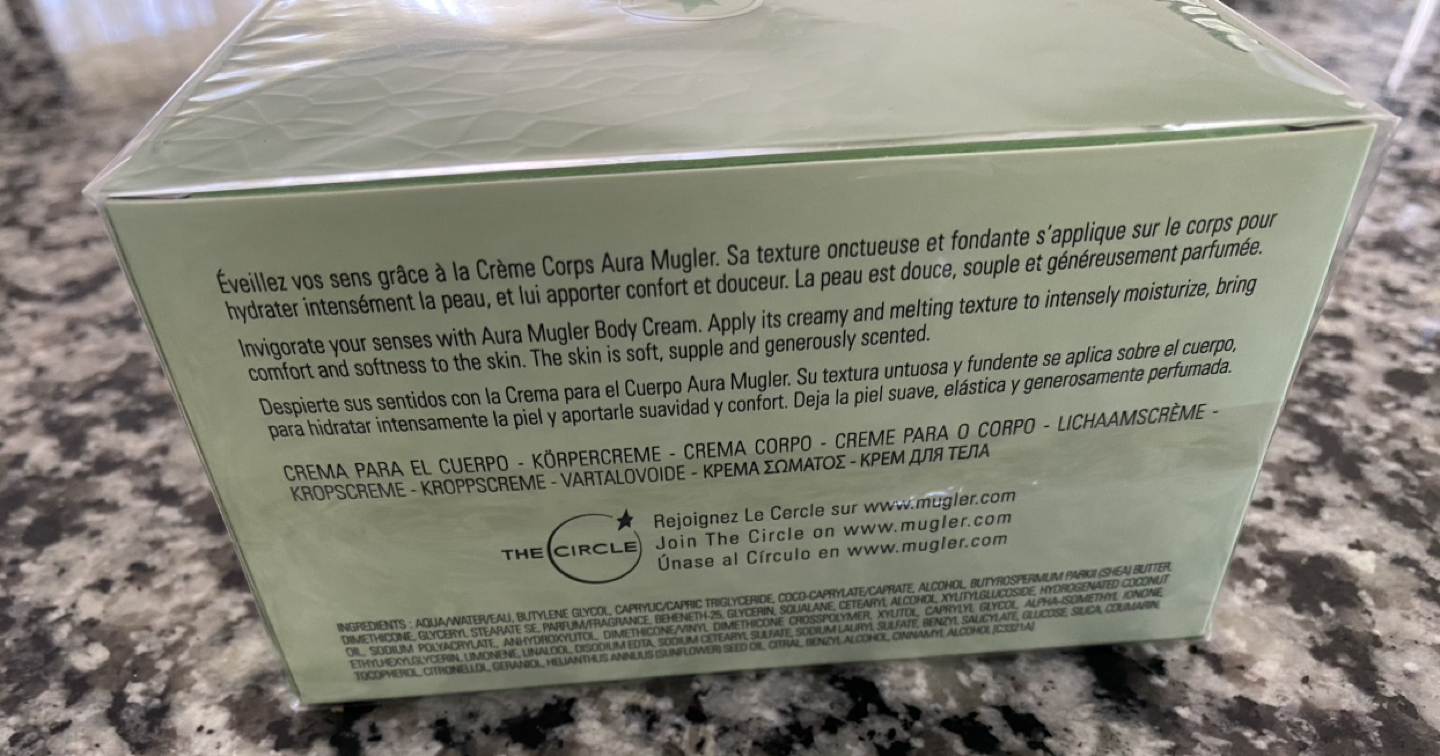 Éveillez vos sens grâce à la Crème Corps Aura Mugler. Sa texture onctueuse et fondante s'applique sur le corps pour
hydrater intensément la peau, et lui apporter confort et douceur. La peau est douce, souple et généreusement parfumée.
Invigorate your senses with Aura Mugler Body Cream. Apply its creamy and melting texture to intensely moisturize, bring
comfort and softness to the skin. The skin is soft, supple and generously scented.
Despierte sus sentidos con la Crema para el Cuerpo Aura Mugler. Su textura untuosa y fundente se aplica sobre el cuerpo,
para hidratar intensamente la piel y aportarle suavidad y confort. Deja la piel suave, elástica y generosamente perfumada.
CREMA PARA EL CUERPO - KÖRPERCREME - CREMA CORPO - CREME PARA O CORPO - LICHAAMSCRÈME -
KROPSCREME - KROPPSCREME - VARTALOVOIDE - ΚΡΕΜΑ ΣΩΜΑΤΟΣ - КРЕМ ДЛЯ ТЕЛА
THE CIRCLE
Rejoignez Le Cercle sur www.mugler.com
Join The Circle on www.mugler.com
Únase al Círculo en www.mugler.com
INGREDIENTS : AQUA/WATER/EAU, BUTYLENE GLYCOL, CAPRYLIC/CAPRIC TRIGLYCERIDE, COCO-CAPRYLATE/CAPRATE, ALCOHOL, BUTYROSPERMUM PARKII (SHEA) BUTTER,
DIMETHICONE, GLYCERYL STEARATE SE, PARFUM/FRAGRANCE, BEHENETH-25, GLYCERIN, SQUALANE, CETEARYL ALCOHOL, XYLITYLGLUCOSIDE, HYDROGENATED COCONUT
OIL, SODIUM POLYACRYLATE, ANHYDROXYLITOL, DIMETHICONE/VINYL DIMETHICONE CROSSPOLYMER, XYLITOL, CAPRYLYL GLYCOL, ALPHA-ISOMETHYL IONONE,
ETHYLHEXYLGLYCERIN, LIMONENE, LINALOOL, DISODIUM EDTA, SODIUM CETEARYL SULFATE, SODIUM LAURYL SULFATE, BENZYL SALICYLATE, GLUCOSE, SILICA, COUMARIN,
TOCOPHEROL, CITRONELLOL, GERANIOL, HELIANTHUS ANNUUS (SUNFLOWER) SEED OIL, CITRAL, BENZYL ALCOHOL, CINNAMYL ALCOHOL [C3321A]